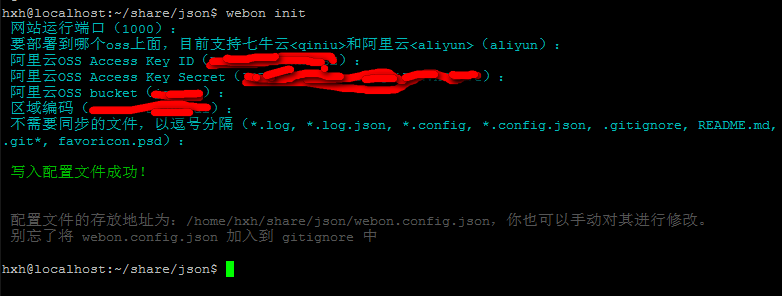 hxh@localhost:~/share/json$ webon init
网站运行端口（1000）：
要部署到哪个oss上面，目前支持七牛云<qiniu>和阿里云<aliyun>（aliyun）：
阿里云OSS Access Key ID（）：
阿里云OSS Access Key Secret（）：
阿里云OSS bucket（）：
区域编码（）：
不需要同步的文件，以逗号分隔（*.log, *.log.json, *.config, *.config.json, .gitignore, README.md,
.git*, favoricon.psd）：
写入配置文件成功！
配置文件的存放地址为：/home/hxh/share/json/webon.config.json，你也可以手动对其进行修改。
别忘了将 webon.config.json 加入到 gitignore 中
hxh@localhost:~/share/json$